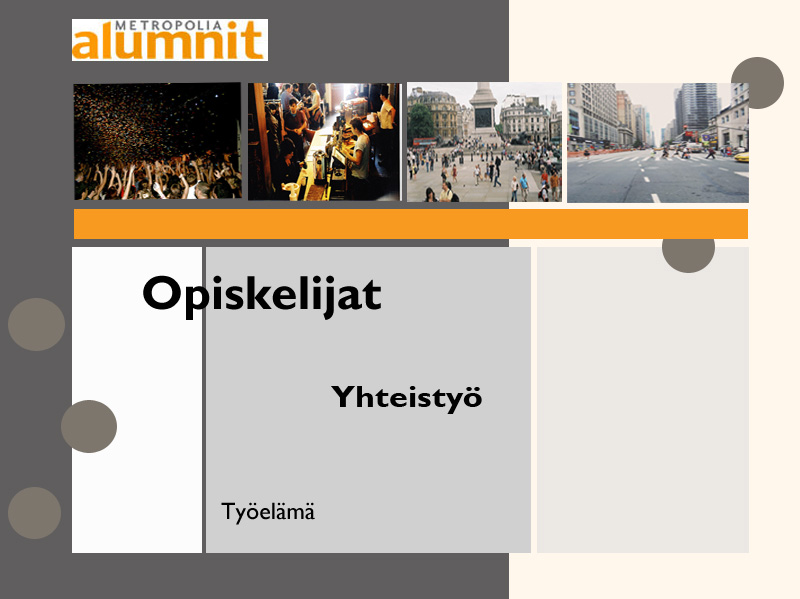 METROPOLIA
alumnit
Opiskelijat
Yhteistyö
Työelämä